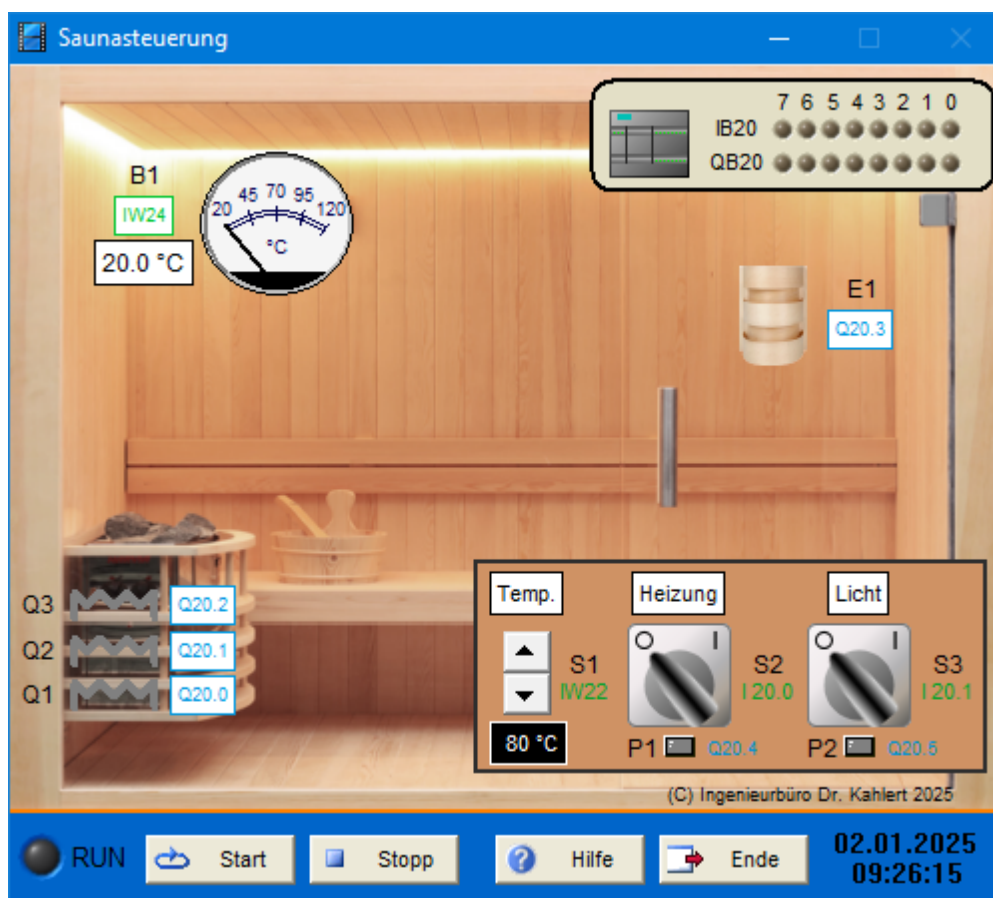 Saunasteuerung
7 6 5 4 3 2 1 0
IB20
QB20
B1
IW24
20.0 °C
20 45 70 95 120
°C
E1
Q20.3
Q3 Q20.2
Q2 Q20.1
Q1 Q20.0
Temp. Heizung Licht
O I O I
S1 S2 S3
IW22 I 20.0 I 20.1
80 °C P1 Q20.4 P2 Q20.5
(C) Ingenieurbüro Dr. Kahlert 2025
RUN Start Stopp Hilfe Ende
02.01.2025
09:26:15